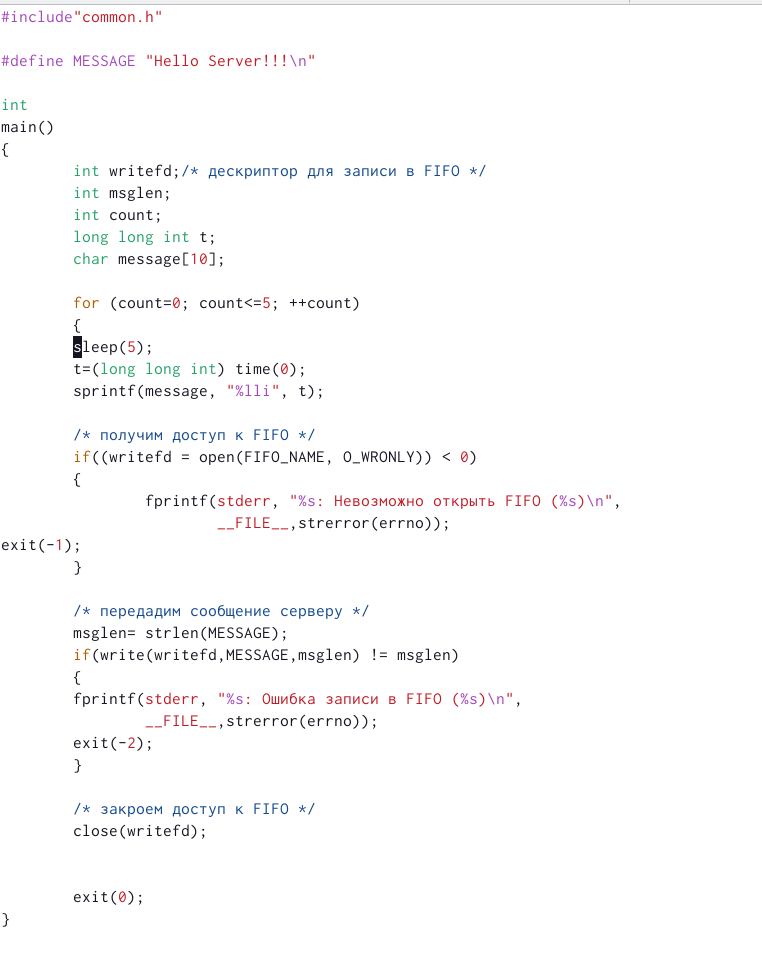 #include"common.h"
#define MESSAGE "Hello Server!!!\n"
int
main()
{
int writefd;/* дескриптор для записи в FIFO */
int msglen;
int count;
long long int t;
char message[10];
for (count=0; count<=5; ++count)
{
sleep(5);
t=(long long int) time(0);
sprintf(message, "%lli", t);
/* получим доступ к FIFO */
if((writefd = open(FIFO_NAME, O_WRONLY)) < 0)
{
fprintf(stderr, "%s: Невозможно открыть FIFO (%s)\n",
__FILE__,strerror(errno));
exit(-1);
}
/* передадим сообщение серверу */
msglen= strlen(MESSAGE);
if(write(writefd,MESSAGE,msglen) != msglen)
{
fprintf(stderr, "%s: Ошибка записи в FIFO (%s)\n",
__FILE__,strerror(errno));
exit(-2);
}
/* закроем доступ к FIFO */
close(writefd);
exit(0);
}